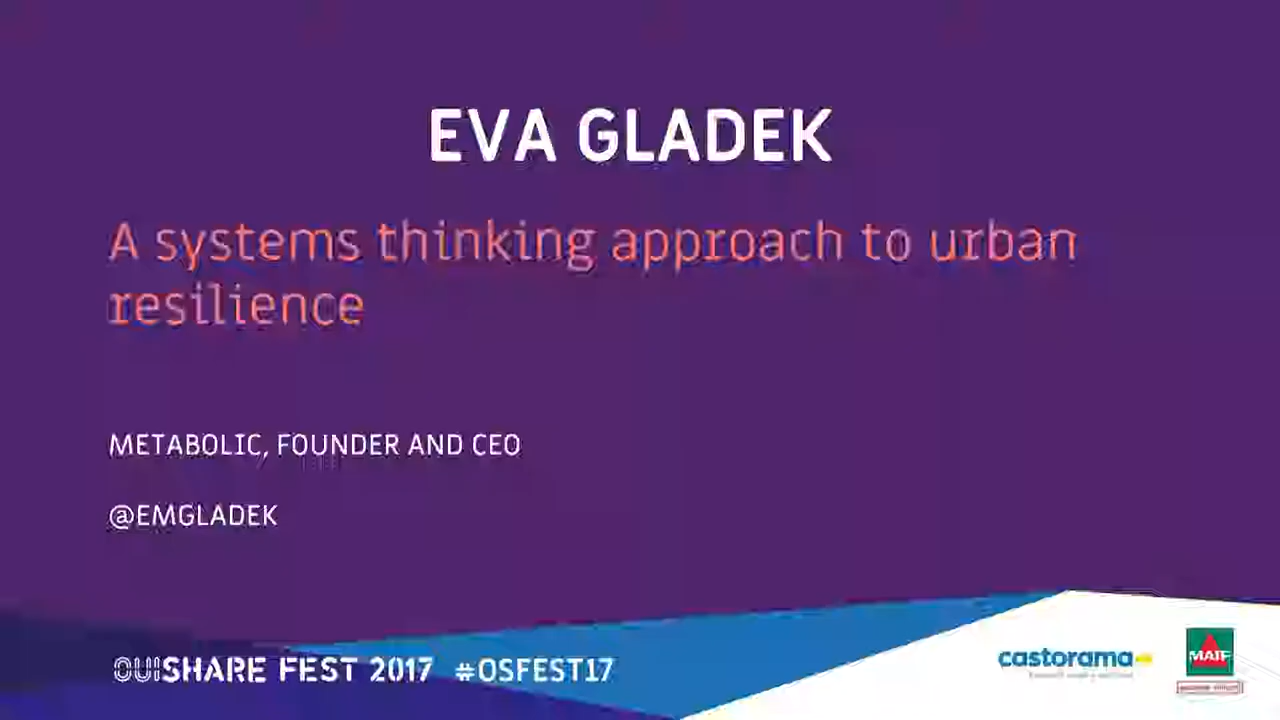 EVA GLADEK
A systems thinking approach to urban
resilience
METABOLIC, FOUNDER AND CEO
@EMGLADEK
OUISHARE FEST 2017 #OSFEST17
castorama
MAIF